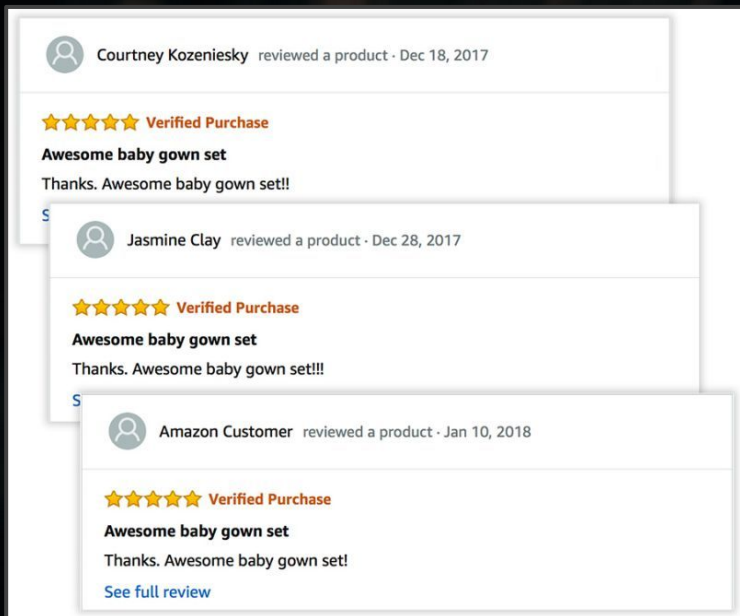 Courtney Kozeniesky reviewed a product · Dec 18, 2017
Verified Purchase
Awesome baby gown set
Thanks. Awesome baby gown set!!
S
Jasmine Clay reviewed a product · Dec 28, 2017
Verified Purchase
Awesome baby gown set
Thanks. Awesome baby gown set!!!
S
Amazon Customer reviewed a product · Jan 10, 2018
Verified Purchase
Awesome baby gown set
Thanks. Awesome baby gown set!
See full review